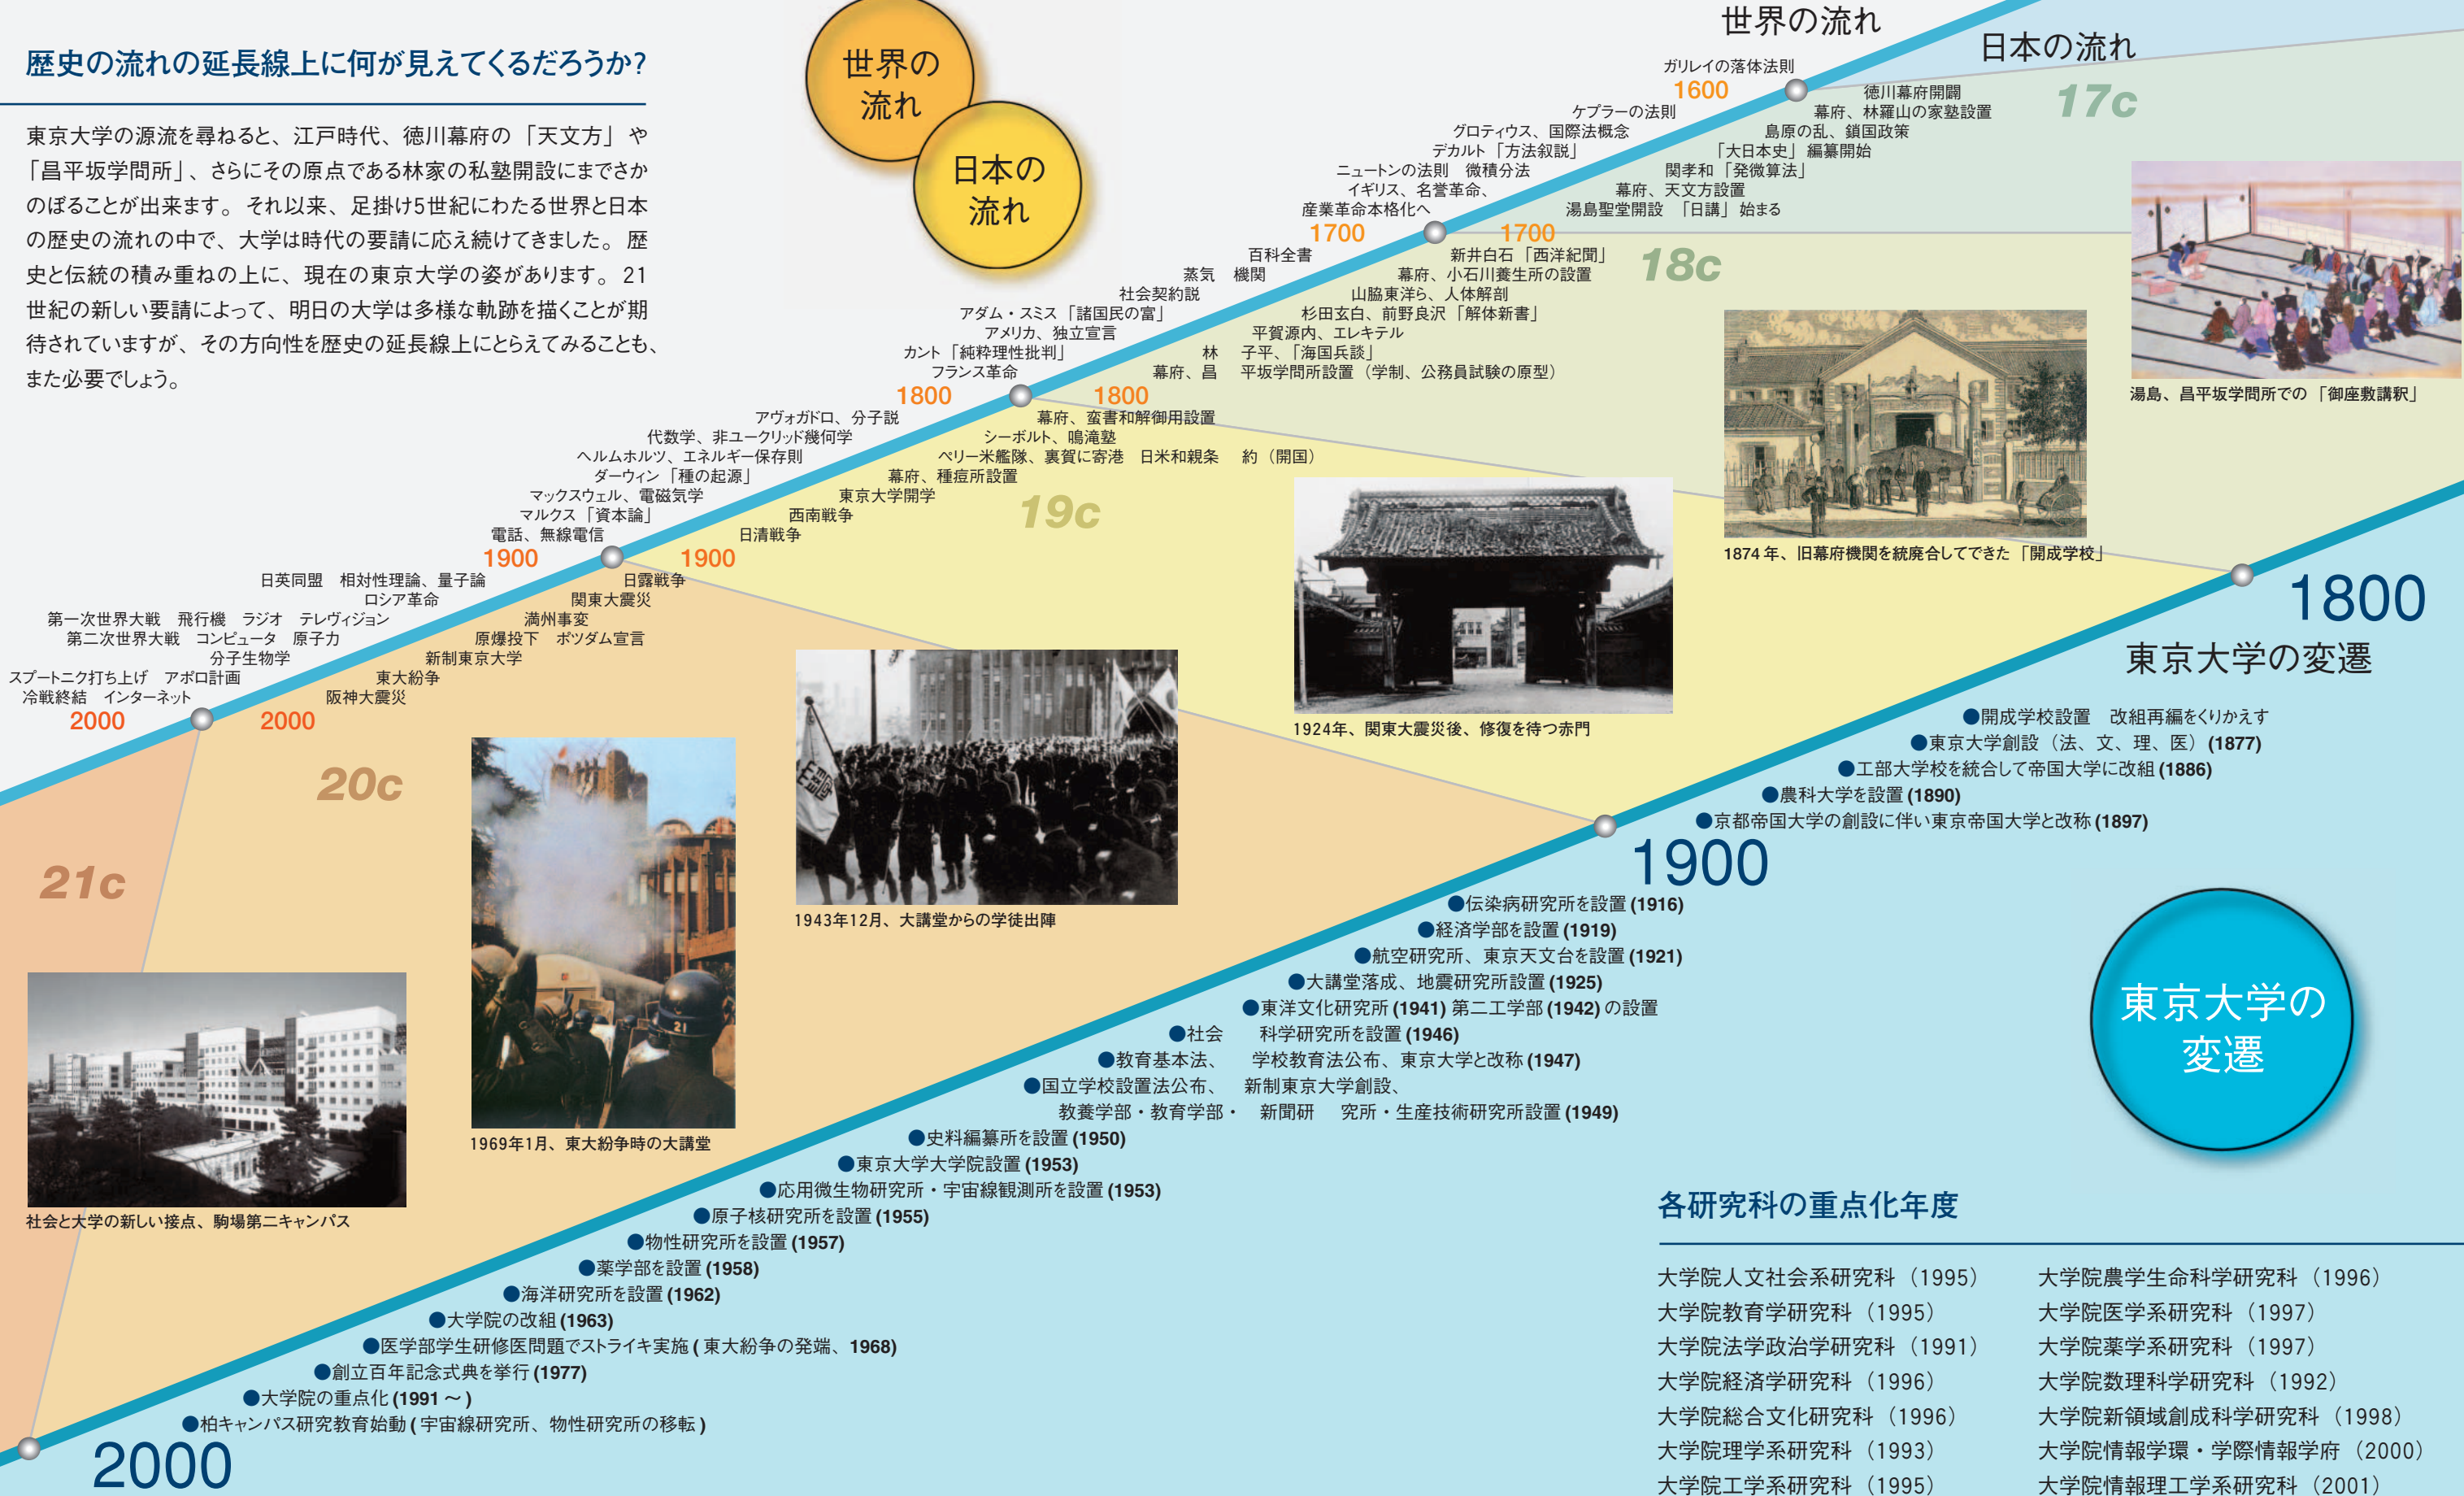 歴史の流れの延長線上に何が見えてくるだろうか?
東京大学の源流を尋ねると、江戸時代、徳川幕府の「天文方」や
「昌平坂学問所」、さらにその原点である林家の私塾開設にまでさか
のぼることが出来ます。それ以来、足掛け5世紀にわたる世界と日本
の歴史の流れの中で、大学は時代の要請に応え続けてきました。歴
史と伝統の積み重ねの上に、現在の東京大学の姿があります。21
世紀の新しい要請によって、明日の大学は多様な軌跡を描くことが期
待されていますが、その方向性を歴史の延長線上にとらえてみることも、
また必要でしょう。
世界の
流れ
日本の
流れ
世界の流れ
ガリレイの落体法則
1600
ケプラーの法則
グロティウス、国際法概念
デカルト「方法叙説」
ニュートンの法則 微積分法
イギリス、名誉革命、
産業革命本格化へ
1700
百科全書
蒸気 機関
社会契約説
アダム・スミス「諸国民の富」
アメリカ、独立宣言
カント「純粋理性批判」
フランス革命
1800
アヴォガドロ、分子説
代数学、非ユークリッド幾何学
ヘルムホルツ、エネルギー保存則
ダーウィン「種の起源」
マックスウェル、電磁気学
マルクス「資本論」
電話、無線電信
1900
日英同盟 相対性理論、量子論
ロシア革命
第一次世界大戦 飛行機 ラジオ テレヴィジョン
第二次世界大戦 コンピュータ 原子力
分子生物学
スプートニク打ち上げ アポロ計画
冷戦終結 インターネット
2000
日本の流れ
徳川幕府開闢
幕府、林羅山の家塾設置
島原の乱、鎖国政策
「大日本史」編纂開始
関孝和「発微算法」
幕府、天文方設置
湯島聖堂開設 「日講」始まる
1700
新井白石「西洋紀聞」
幕府、小石川養生所の設置
山脇東洋ら、人体解剖
杉田玄白、前野良沢「解体新書」
平賀源内、エレキテル
林 子平、「海国兵談」
幕府、昌 平坂学問所設置(学制、公務員試験の原型)
1800
幕府、蛮書和解御用設置
シーボルト、鳴滝塾
ペリー米艦隊、裏賀に寄港 日米和親条 約(開国)
幕府、種痘所設置
東京大学開学
西南戦争
日清戦争
1900
日露戦争
関東大震災
満州事変
原爆投下 ポツダム宣言
新制東京大学
東大紛争
阪神大震災
2000
17c
18c
19c
20c
21c
湯島、昌平坂学問所での「御座敷講釈」
1874年、旧幕府機関を統廃合してできた「開成学校」
1924年、関東大震災後、修復を待つ赤門
1943年12月、大講堂からの学徒出陣
21
1969年1月、東大紛争時の大講堂
社会と大学の新しい接点、駒場第二キャンパス
1800
東京大学の変遷
●開成学校設置 改組再編をくりかえす
●東京大学創設(法、文、理、医)(1877)
●工部大学校を統合して帝国大学に改組(1886)
●農科大学を設置(1890)
●京都帝国大学の創設に伴い東京帝国大学と改称(1897)
1900
●伝染病研究所を設置(1916)
●経済学部を設置(1919)
●航空研究所、東京天文台を設置(1921)
●大講堂落成、地震研究所設置(1925)
●東洋文化研究所(1941)第二工学部(1942)の設置
●社会 科学研究所を設置(1946)
●教育基本法、 学校教育法公布、東京大学と改称(1947)
●国立学校設置法公布、 新制東京大学創設、
教養学部・教育学部・ 新聞研 究所・生産技術研究所設置(1949)
●史料編纂所を設置(1950)
●東京大学大学院設置(1953)
●応用微生物研究所・宇宙線観測所を設置(1953)
●原子核研究所を設置(1955)
●物性研究所を設置(1957)
●薬学部を設置(1958)
●海洋研究所を設置(1962)
●大学院の改組(1963)
●医学部学生研修医問題でストライキ実施(東大紛争の発端、1968)
●創立百年記念式典を挙行(1977)
●大学院の重点化(1991〜)
●柏キャンパス研究教育始動(宇宙線研究所、物性研究所の移転)
2000
東京大学の
変遷
各研究科の重点化年度
大学院人文社会系研究科(1995)
大学院教育学研究科(1995)
大学院法学政治学研究科(1991)
大学院経済学研究科(1996)
大学院総合文化研究科(1996)
大学院理学系研究科(1993)
大学院工学系研究科(1995)
大学院農学生命科学研究科(1996)
大学院医学系研究科(1997)
大学院薬学系研究科(1997)
大学院数理科学研究科(1992)
大学院新領域創成科学研究科(1998)
大学院情報学環・学際情報学府(2000)
大学院情報理工学系研究科(2001)